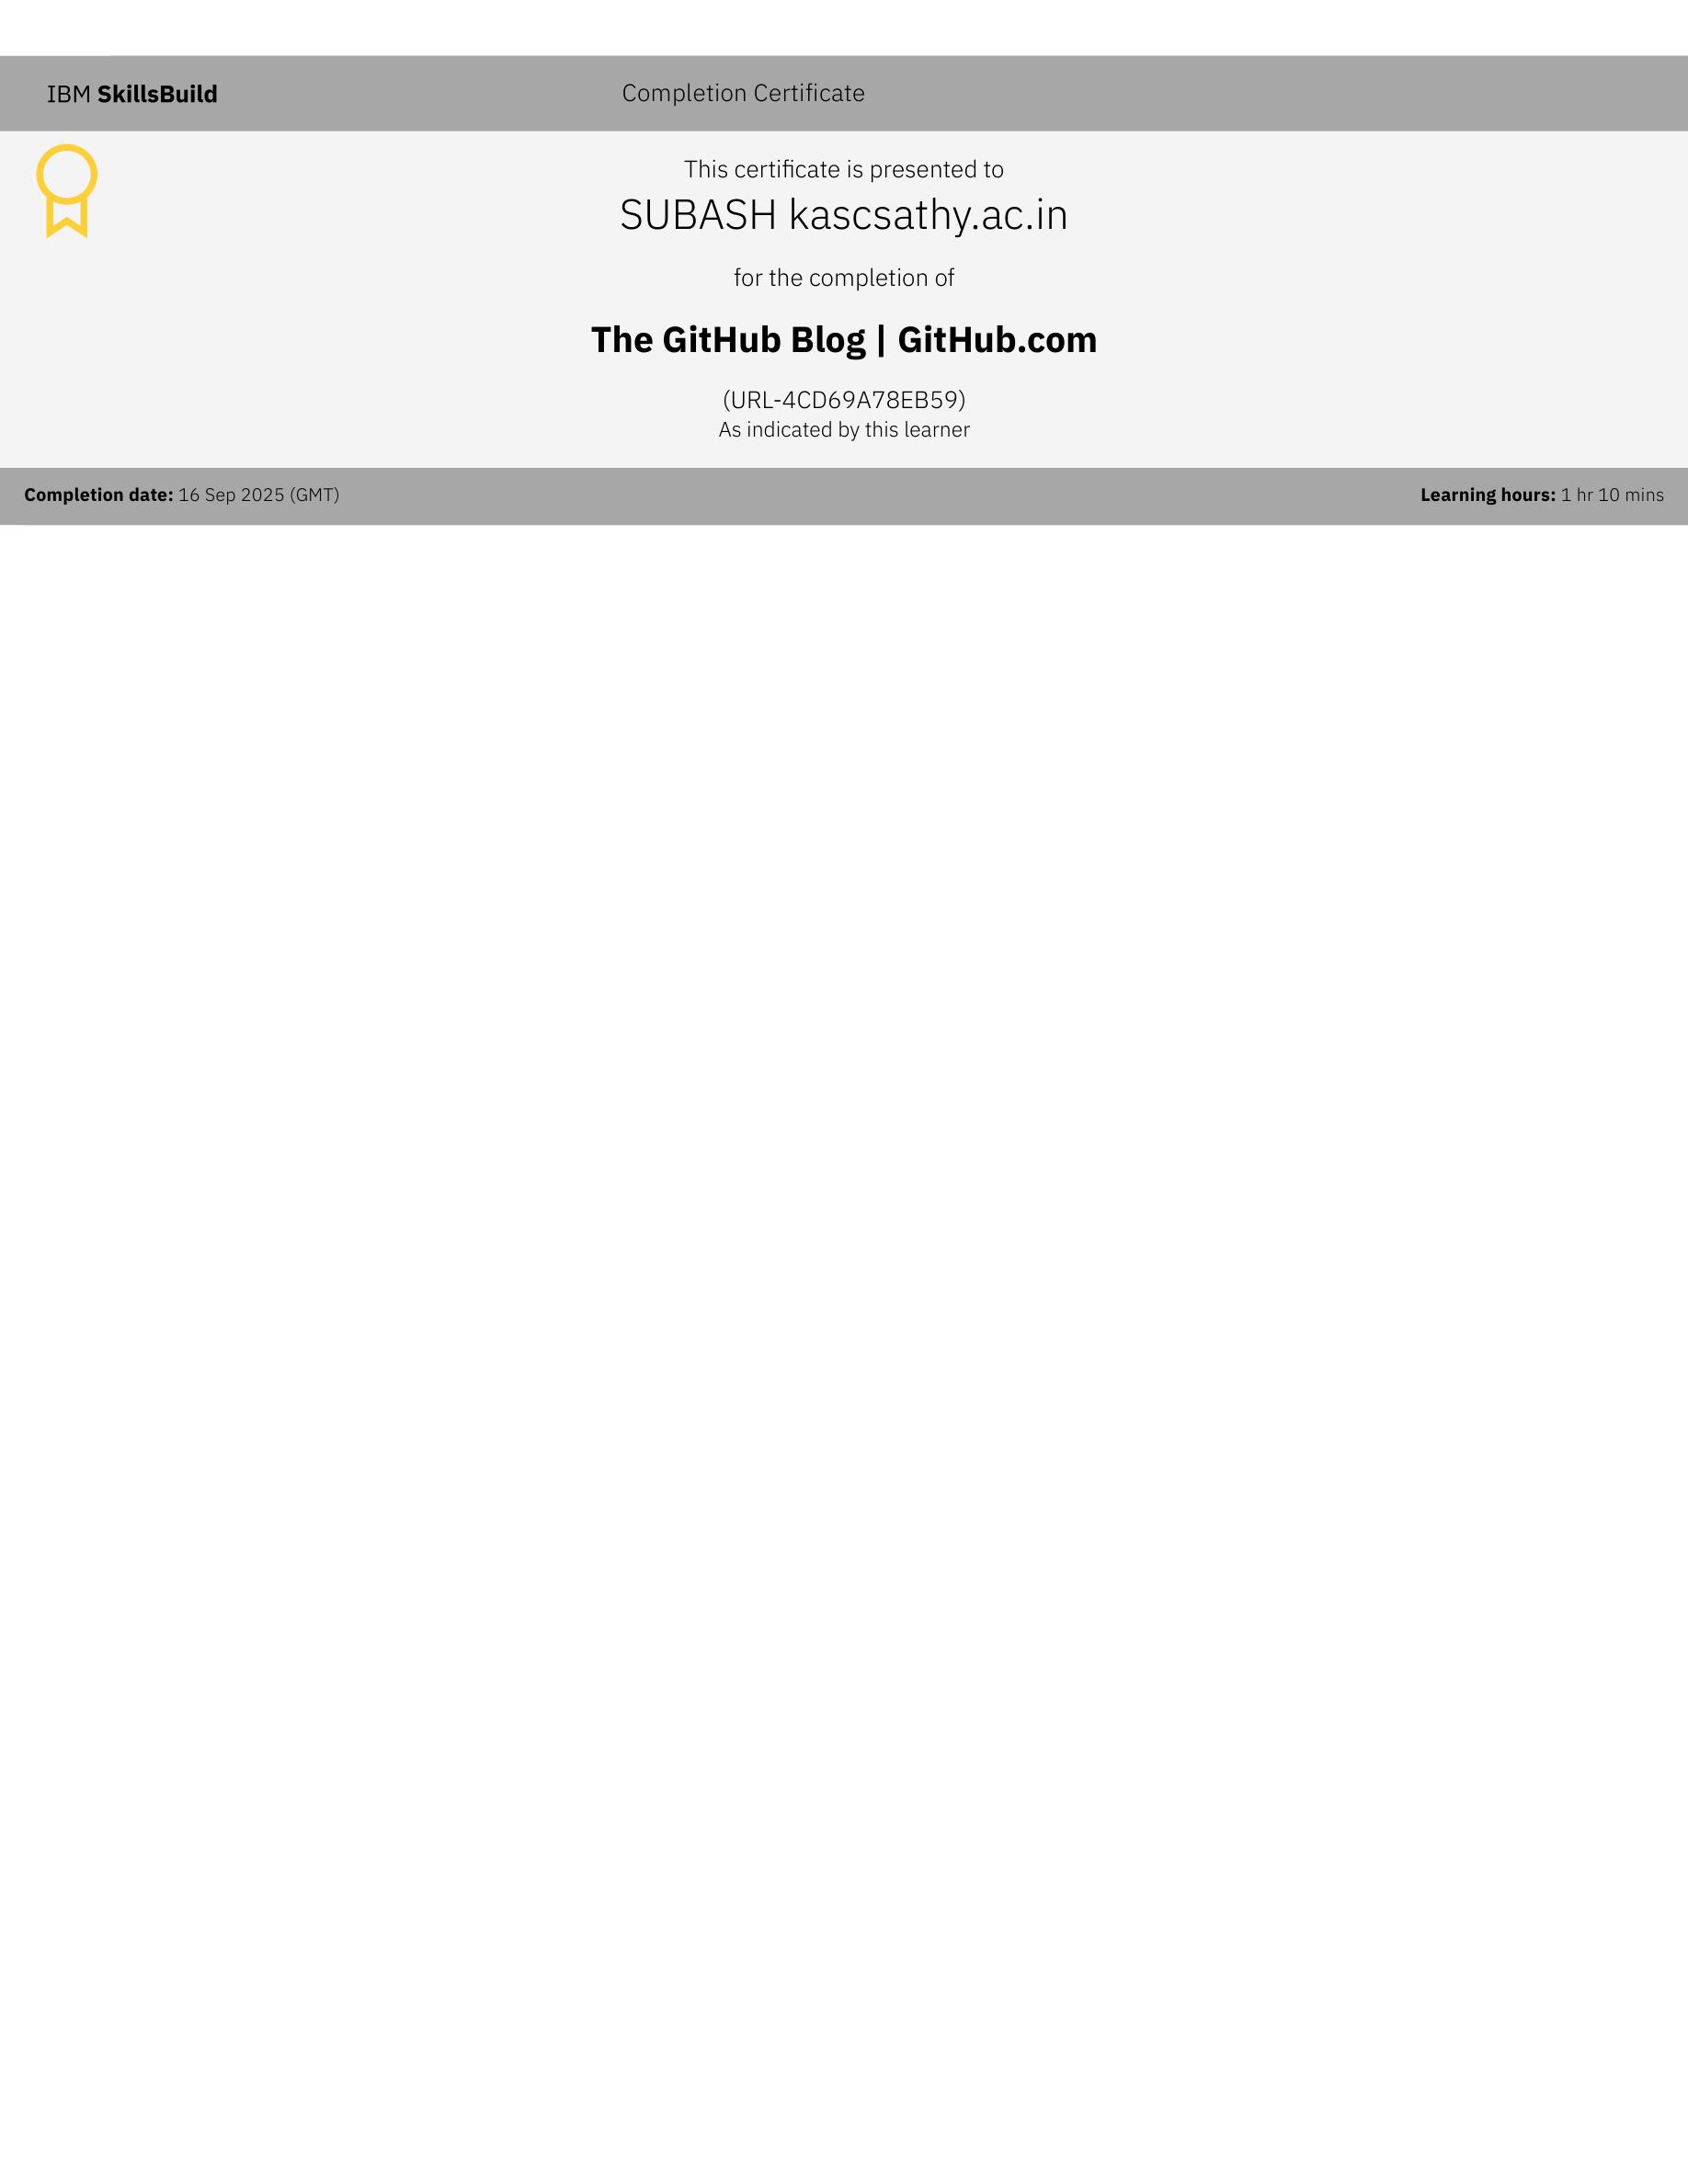 IBM SkillsBuild
Completion Certificate
This certificate is presented to
SUBASH kascsathy.ac.in
for the completion of
The GitHub Blog | GitHub.com
(URL-4CD69A78EB59)
As indicated by this learner
Completion date: 16 Sep 2025 (GMT)
Learning hours: 1 hr 10 mins